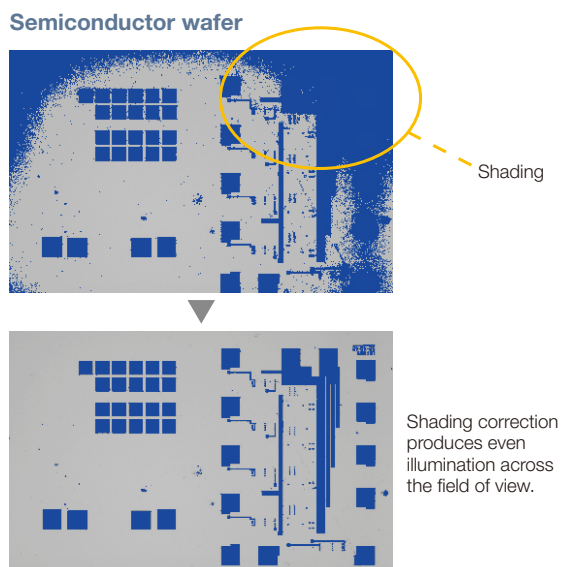 Semiconductor wafer
Shading
Shading correction
produces even
illumination across
the field of view.